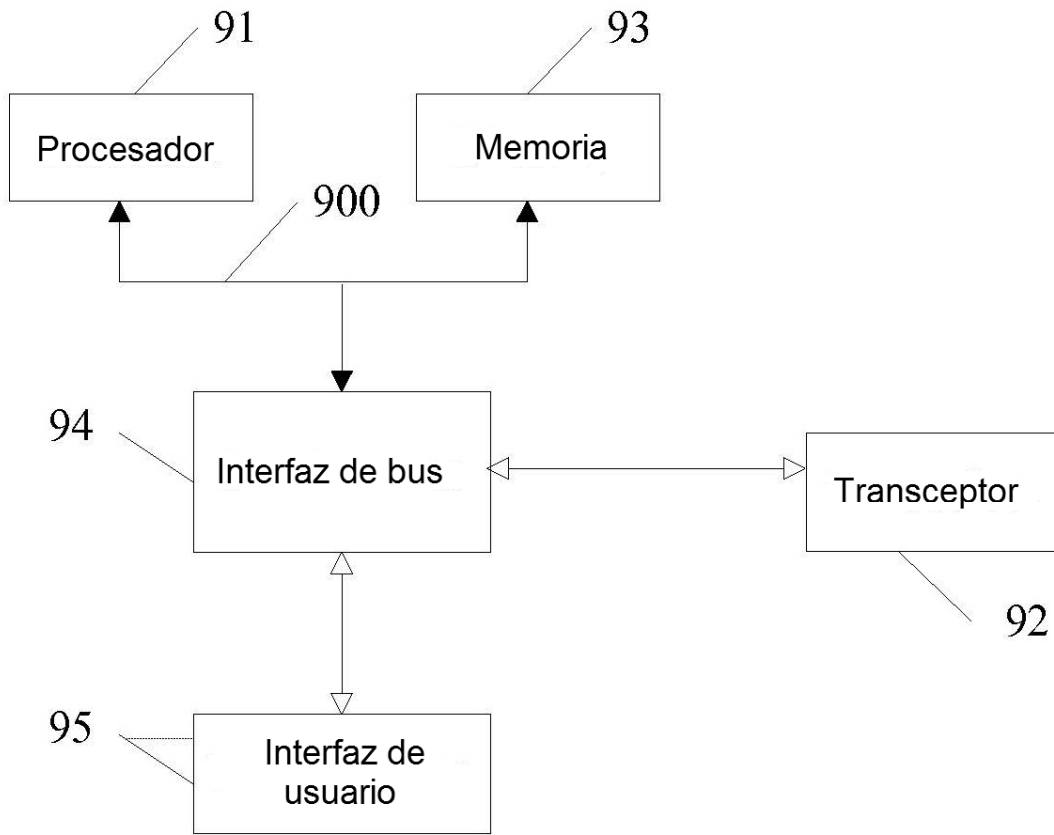 91
93
Procesador
Memoria
900
94
Interfaz de bus
Transceptor
92
95
Interfaz de
usuario